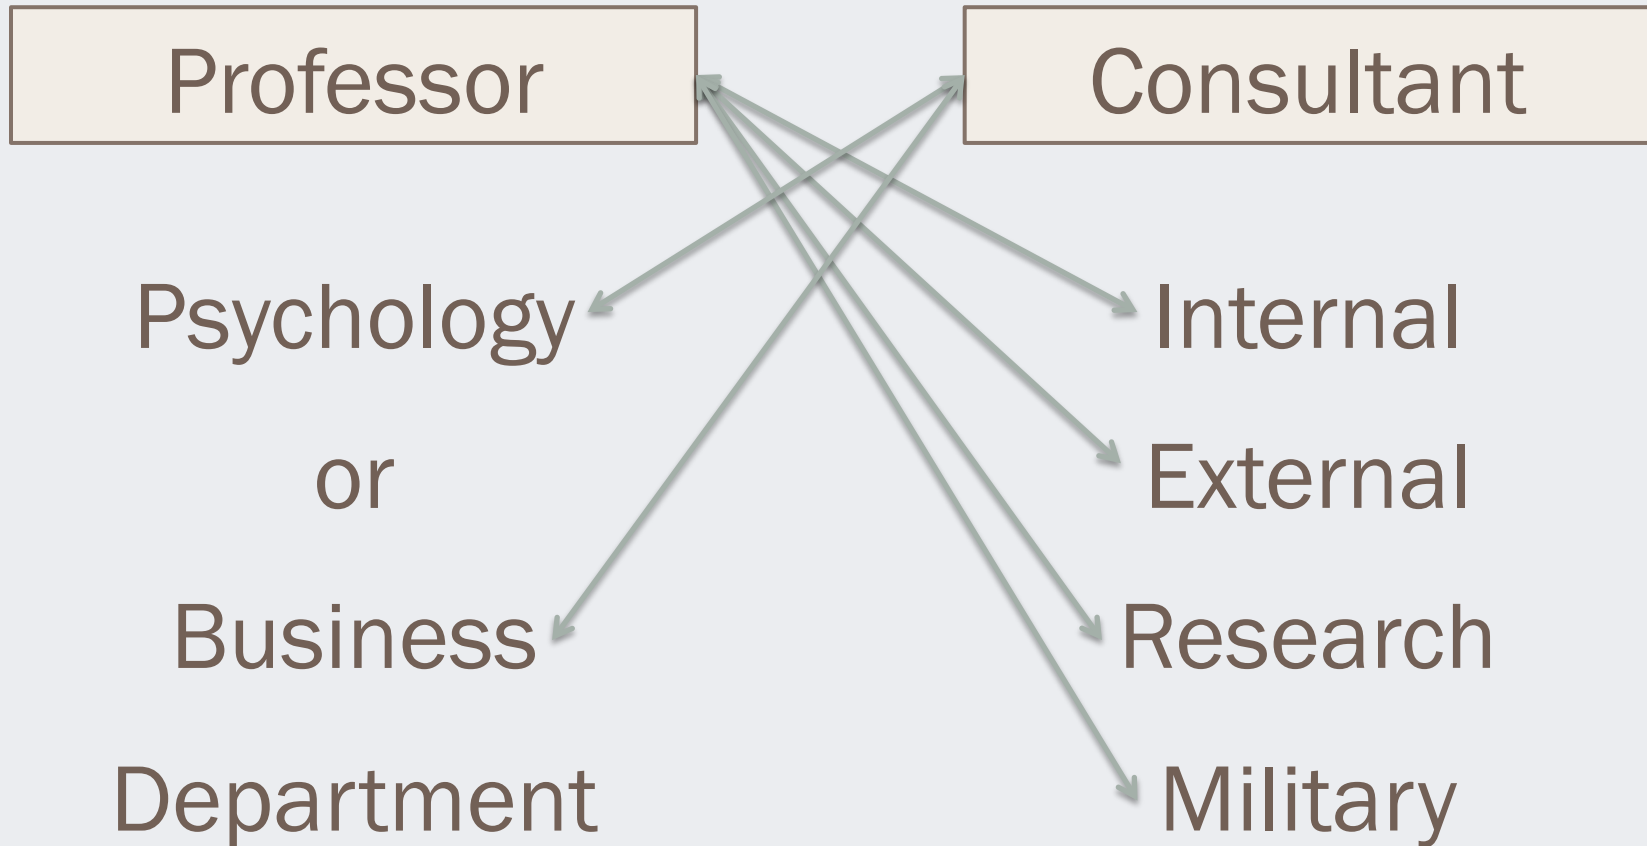 Professor
Psychology
or
Business
Department
Consultant
Internal
External
Research
Military